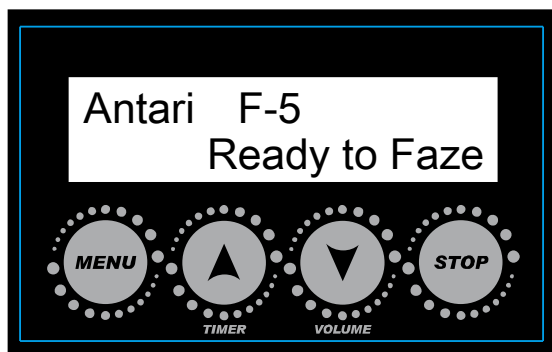 Antari F-5
Ready to Faze
MENU
STOP
TIMER
VOLUME